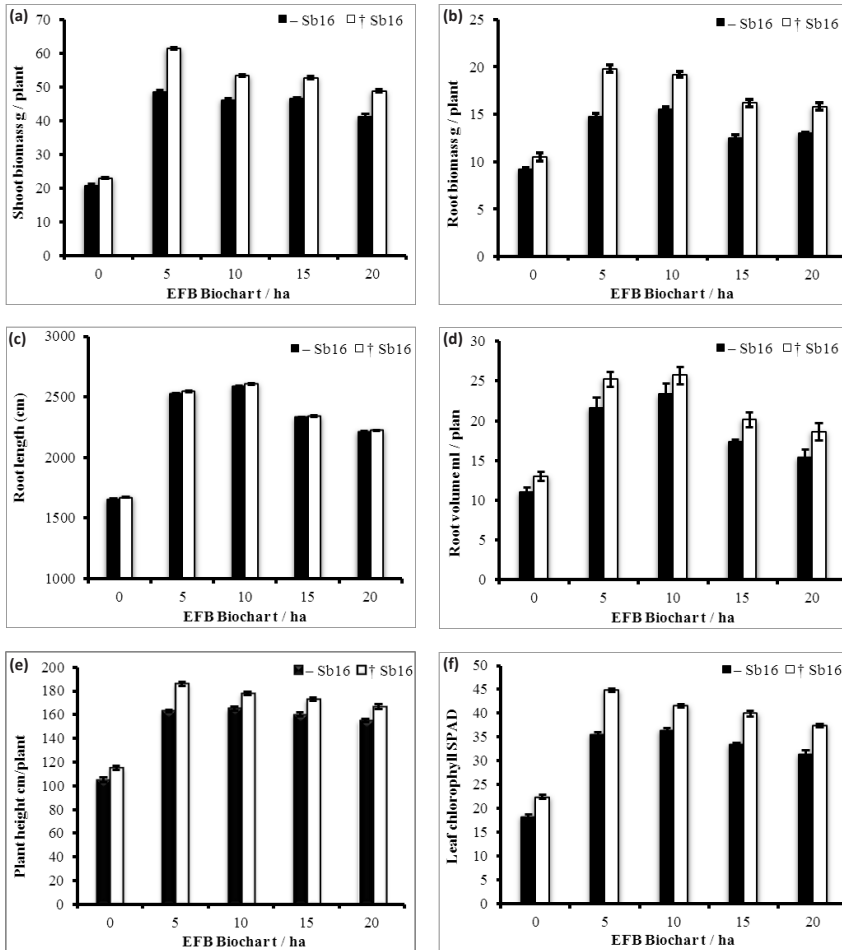 (a)
– Sb16 † Sb16
Shoot biomass g / plant
70
60
50
40
30
20
10
0
0 5 10 15 20
EFB Biochart / ha
(b)
– Sb16 † Sb16
Root biomass g / plant
25
20
15
10
5
0
0 5 10 15 20
EFB Biochart / ha
(c)
– Sb16 † Sb16
Root length (cm)
3000
2500
2000
1500
1000
0 5 10 15 20
EFB Biochart / ha
(d)
– Sb16 † Sb16
Root volume ml / plan
30
25
20
15
10
5
0
0 5 10 15 20
EFB Biochart / ha
(e)
– Sb16 † Sb16
Plant height cm/plant
200
180
160
140
120
100
80
60
40
20
0
0 5 10 15 20
EFB Biochart / ha
(f)
– Sb16 † Sb16
Leaf chlorophyll SPAD
50
45
40
35
30
25
20
15
10
5
0
0 5 10 15 20
EFB Biochart / ha